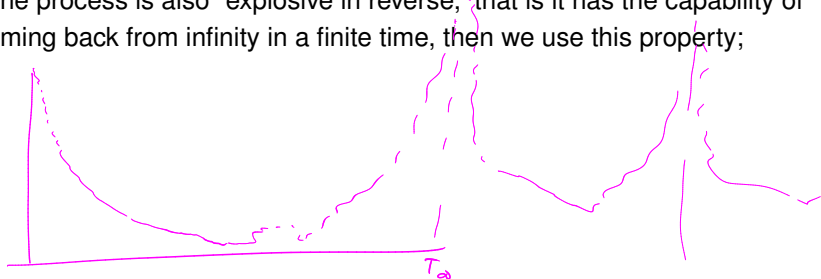 he process is also "explosive in reverse," that is it has the capability of
ming back from infinity in a finite time, then we use this property;
T∞